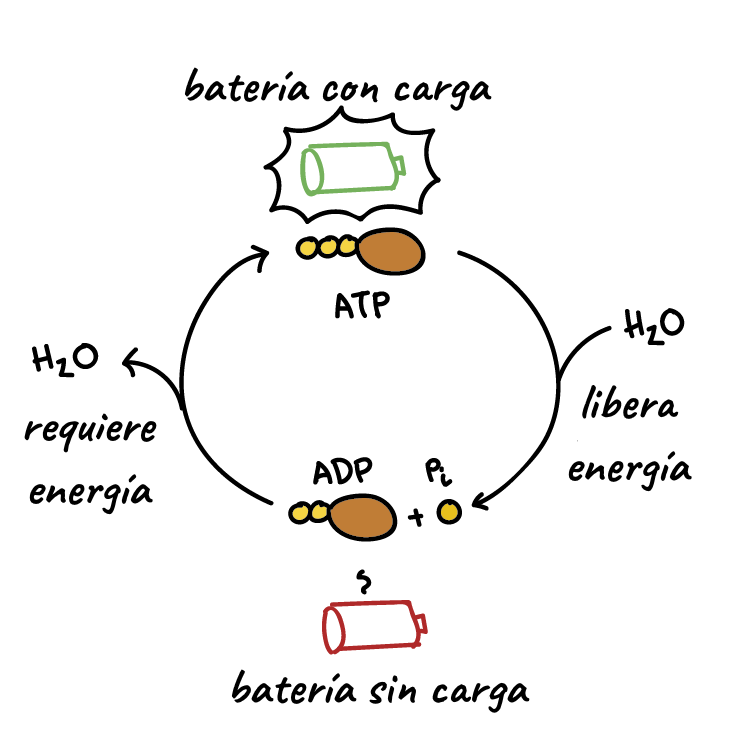 batería con carga
ATP
H₂O
libera
energía
H₂O
requiere
energía
ADP + Pi
batería sin carga